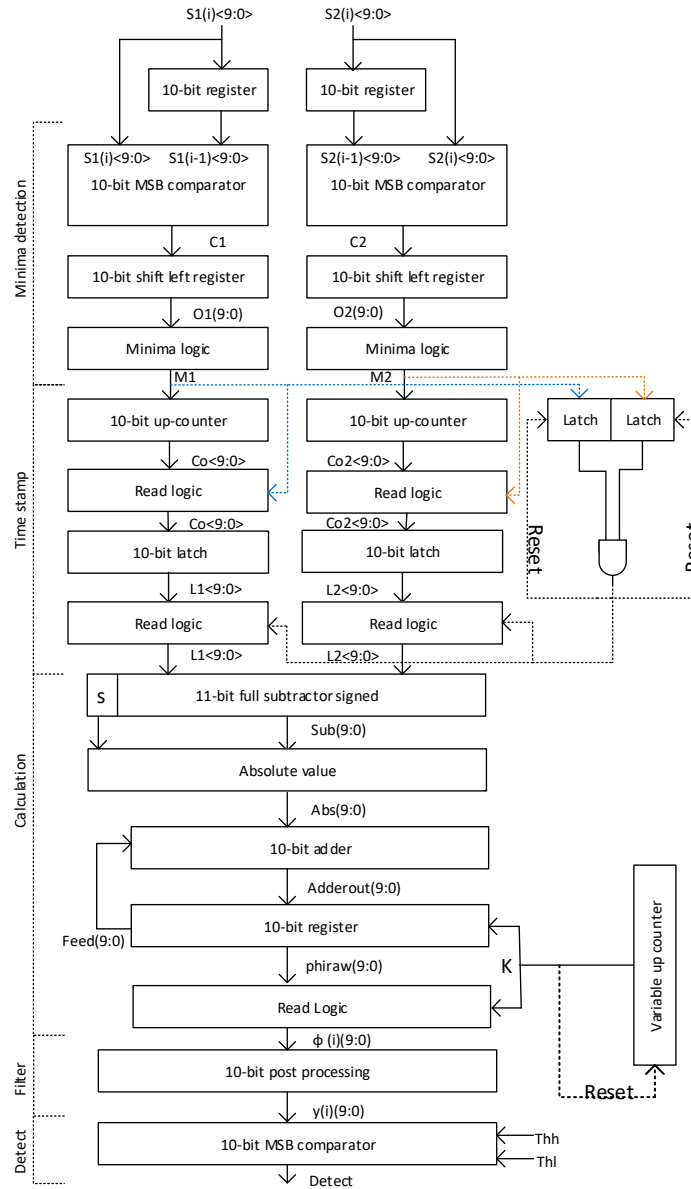 S1(i)<9:0>
S2(i)<9:0>
10-bit register
10-bit register
S1(i)<9:0>
S1(i-1)<9:0>
10-bit MSB comparator
S2(i-1)<9:0>
S2(i)<9:0>
10-bit MSB comparator
Minima detection
C1
C2
10-bit shift left register
10-bit shift left register
O1(9:0)
O2(9:0)
Minima logic
Minima logic
M1
M2
10-bit up-counter
10-bit up-counter
Latch
Latch
Co<9:0>
Co2<9:0>
Read logic
Read logic
Time stamp
Co<9:0>
Co2<9:0>
10-bit latch
10-bit latch
Reset
Reset
L1<9:0>
L2<9:0>
Read logic
Read logic
L1<9:0>
L2<9:0>
S
11-bit full subtractor signed
Sub(9:0)
Absolute value
Calculation
Abs(9:0)
10-bit adder
Adderout(9:0)
10-bit register
Feed(9:0)
phiraw(9:0)
K
Variable up counter
Read Logic
ϕ (i)(9:0)
Filter
10-bit post processing
Reset
y(i)(9:0)
Detect
10-bit MSB comparator
Thh
Thl
Detect